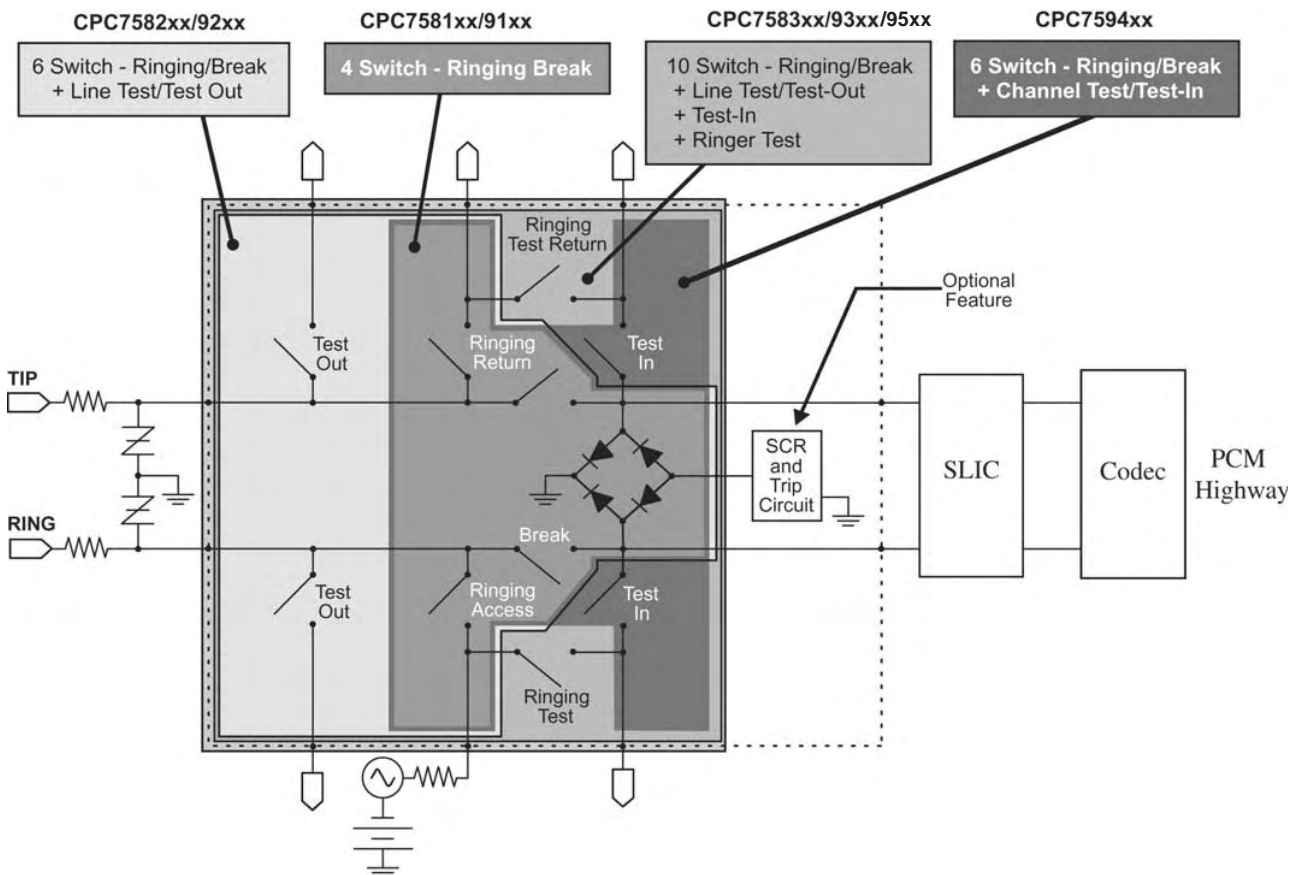 CPC7582xx/92xx
CPC7581xx/91xx
CPC7583xx/93xx/95xx
CPC7594xx
6 Switch - Ringing/Break
+ Line Test/Test Out
4 Switch - Ringing Break
10 Switch - Ringing/Break
+ Line Test/Test-Out
+ Test-In
+ Ringer Test
6 Switch - Ringing/Break
+ Channel Test/Test-In
Ringing
Test Return
Optional
Feature
Test
Out
Ringing
Return
Test
In
TIP
SCR
and
Trip
Circuit
SLIC
Codec
PCM
Highway
RING
Break
Test
Out
Ringing
Access
Test
In
Ringing
Test